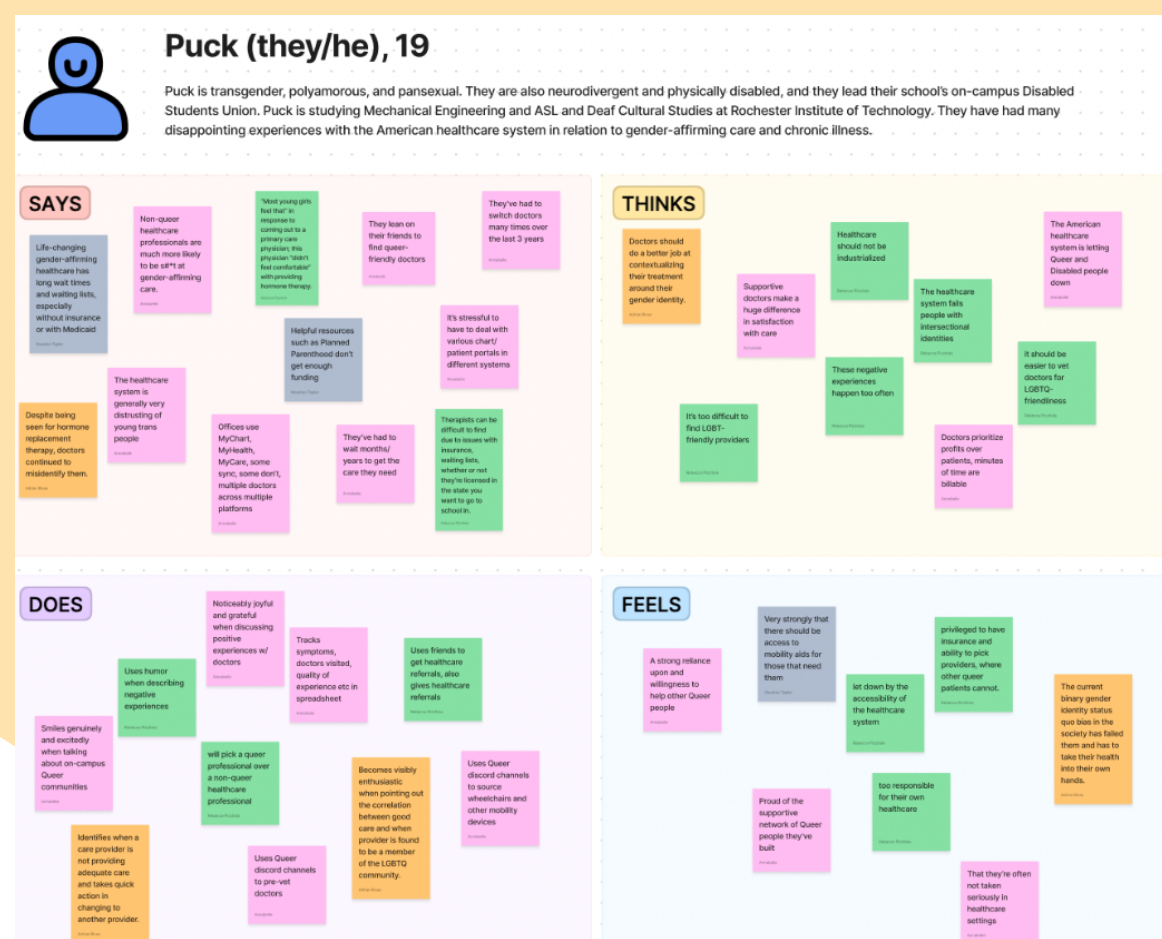 Puck (they/he), 19
Puck is transgender, polyamorous, and pansexual. They are also neurodivergent and physically disabled, and they lead their school's on-campus Disabled
Students Union. Puck is studying Mechanical Engineering and ASL and Deaf Cultural Studies at Rochester Institute of Technology. They have had many
disappointing experiences with the American healthcare system in relation to gender-affirming care and chronic illness.
SAYS
Life-changing
gender-affirming
healthcare has
long wait times
and waiting lists,
especially
without insurance
or with Medicaid
Non-queer
healthcare
professionals are
much more likely
to be s#*t at
gender-affirming
care.
Annabelle
"Most young girls
feel that" in
response to
coming out to a
primary care
physician; this
physician "didn't
feel comfortable"
with providing
hormone therapy.
They lean on
their friends to
find queer-
friendly doctors
Annabelle
They've had to
switch doctors
many times over
the last 3 years
Annabelle
Helpful resources
such as Planned
Parenthood don't
get enough
funding
It's stressful to
have to deal with
various chart/
patient portals in
different systems
Annabelle
The healthcare
system is
generally very
distrusting of
young trans
people
Annabelle
Despite being
seen for hormone
replacement
therapy, doctors
continued to
misidentify them.
Offices use
MyChart,
MyHealth,
MyCare, some
sync, some don't,
multiple doctors
across multiple
platforms
Annabelle
They've had to
wait months/
years to get the
care they need
Annabelle
Therapists can be
difficult to find
due to issues with
insurance,
waiting lists,
whether or not
they're licensed in
the state you
want to go to
school in.
THINKS
Doctors should
do a better job at
contextualizing
their treatment
around their
gender identity.
Supportive
doctors make a
huge difference
in satisfaction
with care
Annabelle
Healthcare
should not be
industrialized
The healthcare
system fails
people with
intersectional
identities
The American
healthcare
system is letting
Queer and
Disabled people
down
Annabelle
These negative
experiences
happen too often
It should be
easier to vet
doctors for
LGBTQ-
friendliness
It's too difficult to
find LGBT-
friendly providers
Doctors prioritize
profits over
patients, minutes
of time are
billable
Annabelle
DOES
Noticeably joyful
and grateful
when discussing
positive
experiences w/
doctors
Annabelle
Tracks
symptoms,
doctors visited,
quality of
experience etc in
spreadsheet
Annabelle
Uses friends to
get healthcare
referrals, also
gives healthcare
referrals
Uses humor
when describing
negative
experiences
Smiles genuinely
and excitedly
when talking
about on-campus
Queer
communities
Annabelle
will pick a queer
professional over
a non-queer
healthcare
professional
Becomes visibly
enthusiastic
when pointing out
the correlation
between good
care and when
provider is found
to be a member
of the LGBTQ
community.
Uses Queer
discord channels
to source
wheelchairs and
other mobility
devices
Annabelle
Identifies when a
care provider is
not providing
adequate care
and takes quick
action in
changing to
another provider.
Uses Queer
discord channels
to pre-vet
doctors
Annabelle
FEELS
A strong reliance
upon and
willingness to
help other Queer
people
Annabelle
Very strongly that
there should be
access to
mobility aids for
those that need
them
let down by the
accessibility of
the healthcare
system
privileged to have
insurance and
ability to pick
providers, where
other queer
patients cannot.
The current
binary gender
identity status
quo bias in the
society has failed
them and has to
take their health
into their own
hands.
Proud of the
supportive
network of Queer
people they've
built
Annabelle
too responsible
for their own
healthcare
That they're often
not taken
seriously in
healthcare
settings
Annabelle